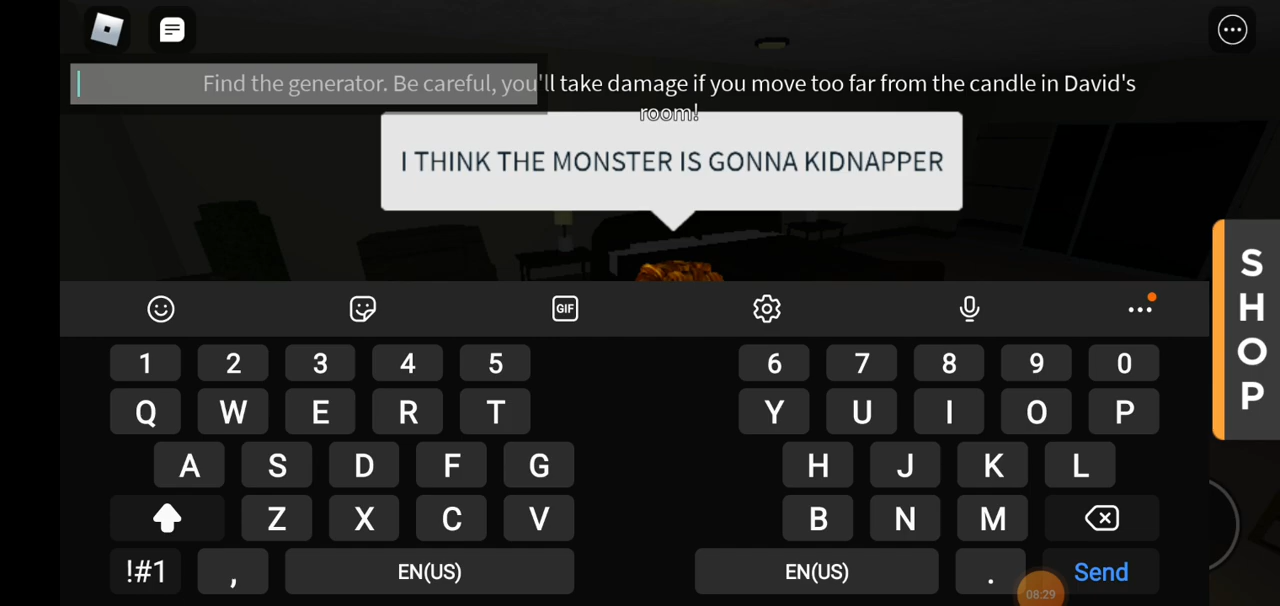 Find the generator. Be careful, you'll take damage if you move too far from the candle in David's
room!
I THINK THE MONSTER IS GONNA KIDNAPPER
SHOP
GIF
1 2 3 4 5 6 7 8 9 0
Q W E R T Y U I O P
A S D F G H J K L
Z X C V B N M
!#1 , EN(US) EN(US) . Send
08:29